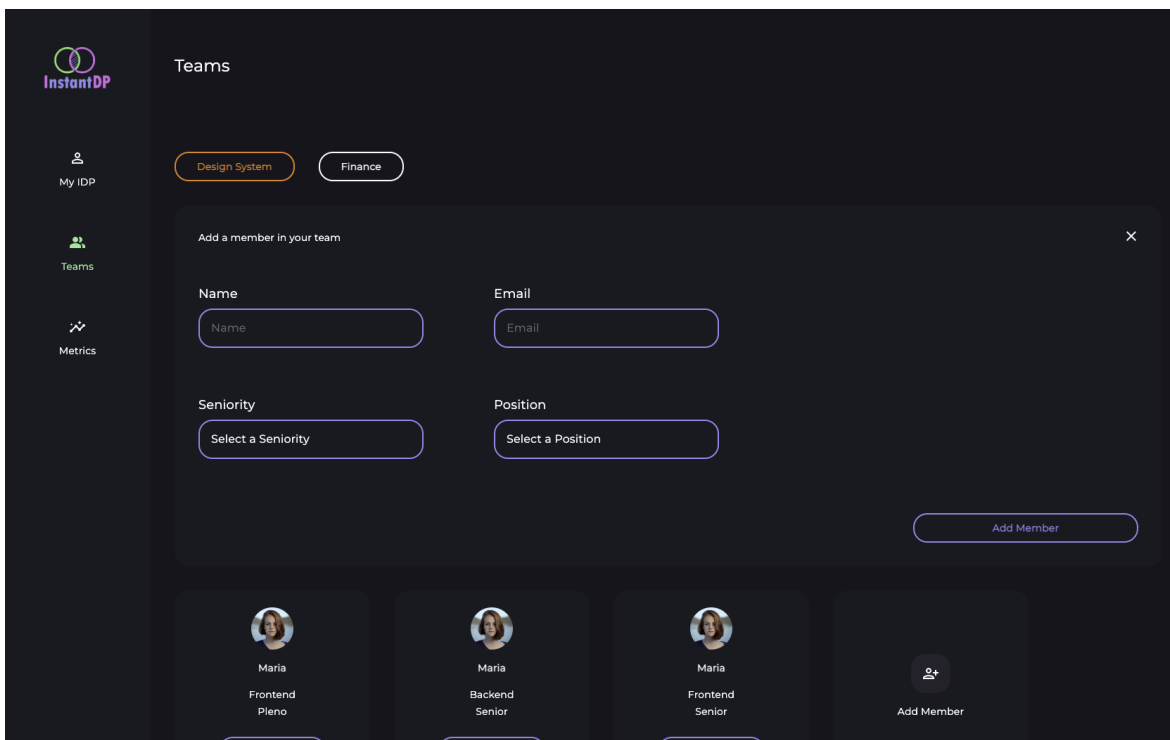 InstantDP
Teams
My IDP
Teams
Metrics
Design System
Finance
Add a member in your team
Name
Email
Name
Email
Seniority
Position
Select a Seniority
Select a Position
Add Member
Maria
Frontend
Pleno
Maria
Backend
Senior
Maria
Frontend
Senior
Add Member